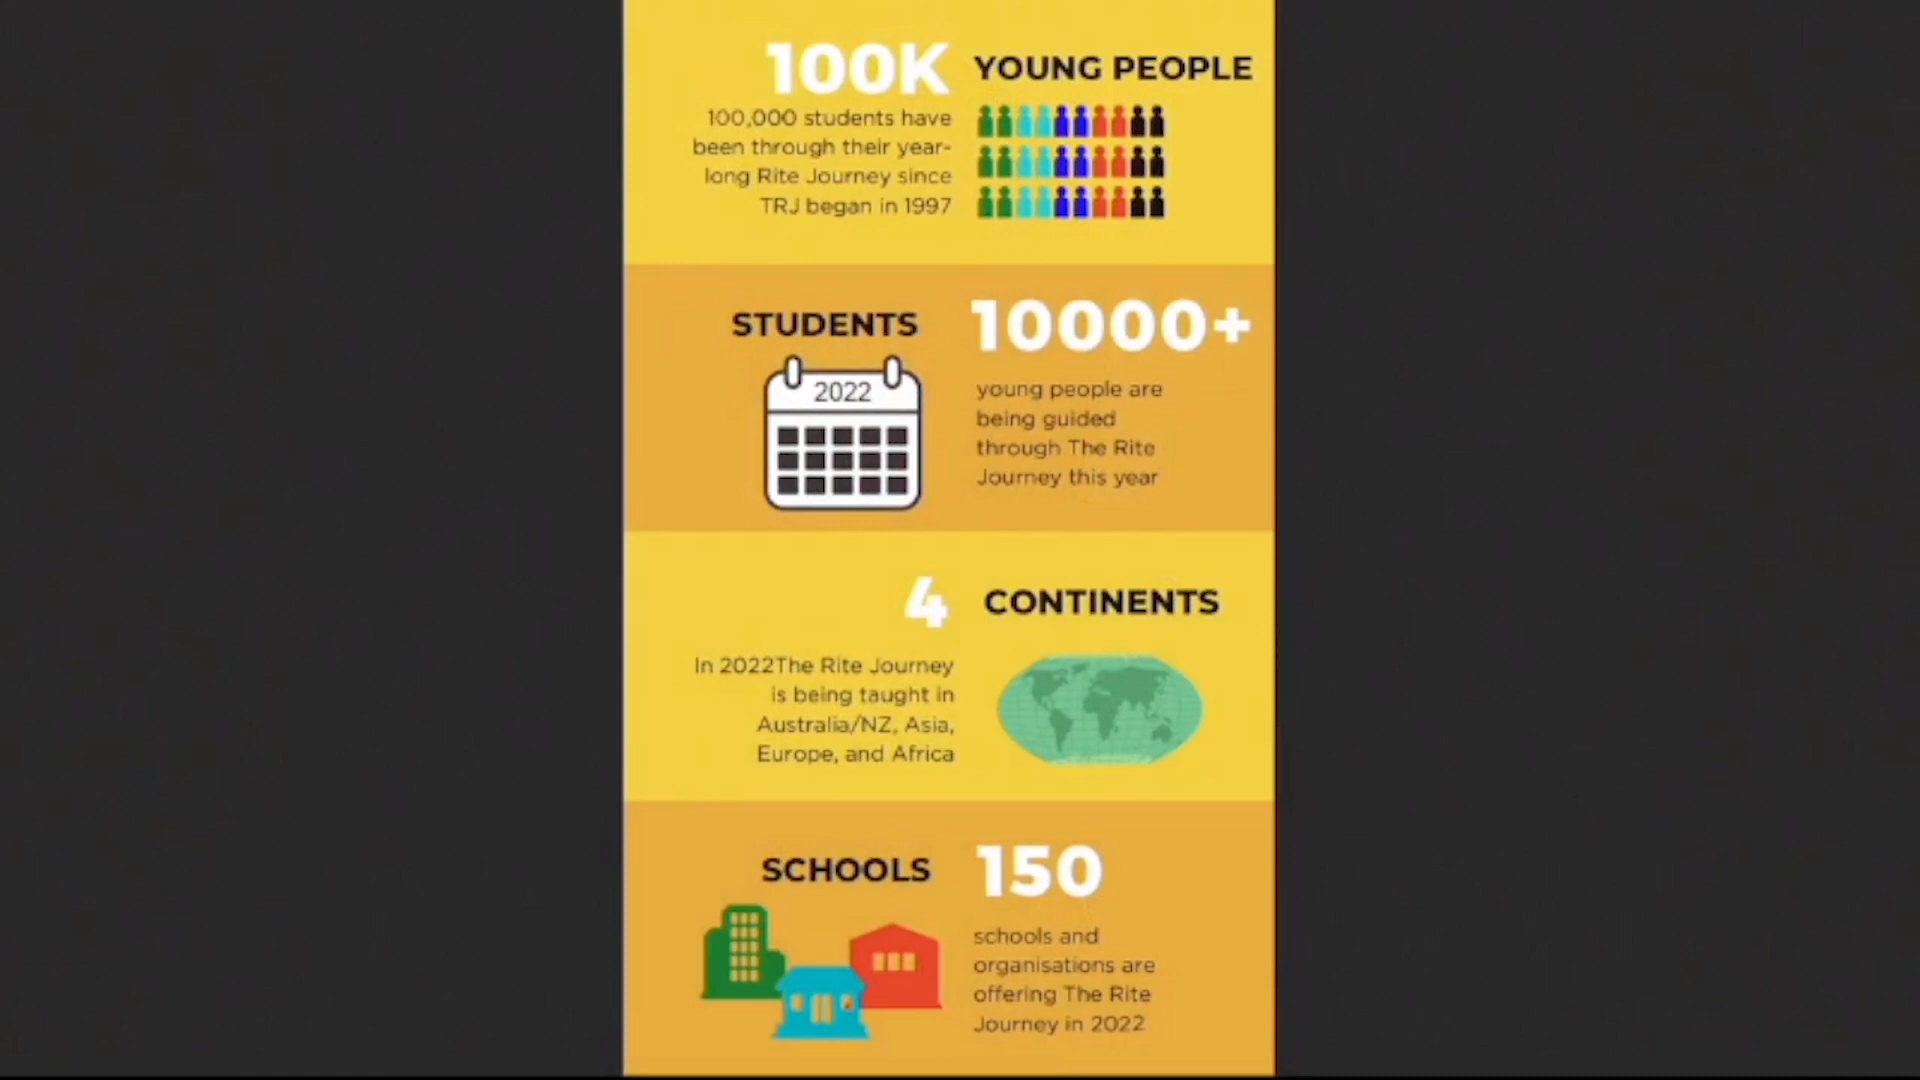 100K YOUNG PEOPLE
100,000 students have
been through their year-
long Rite Journey since
TRJ began in 1997
STUDENTS 10000+
2022
young people are
being guided
through The Rite
Journey this year
4 CONTINENTS
In 2022The Rite Journey
is being taught in
Australia/NZ, Asia,
Europe, and Africa
SCHOOLS 150
schools and
organisations are
offering The Rite
Journey in 2022